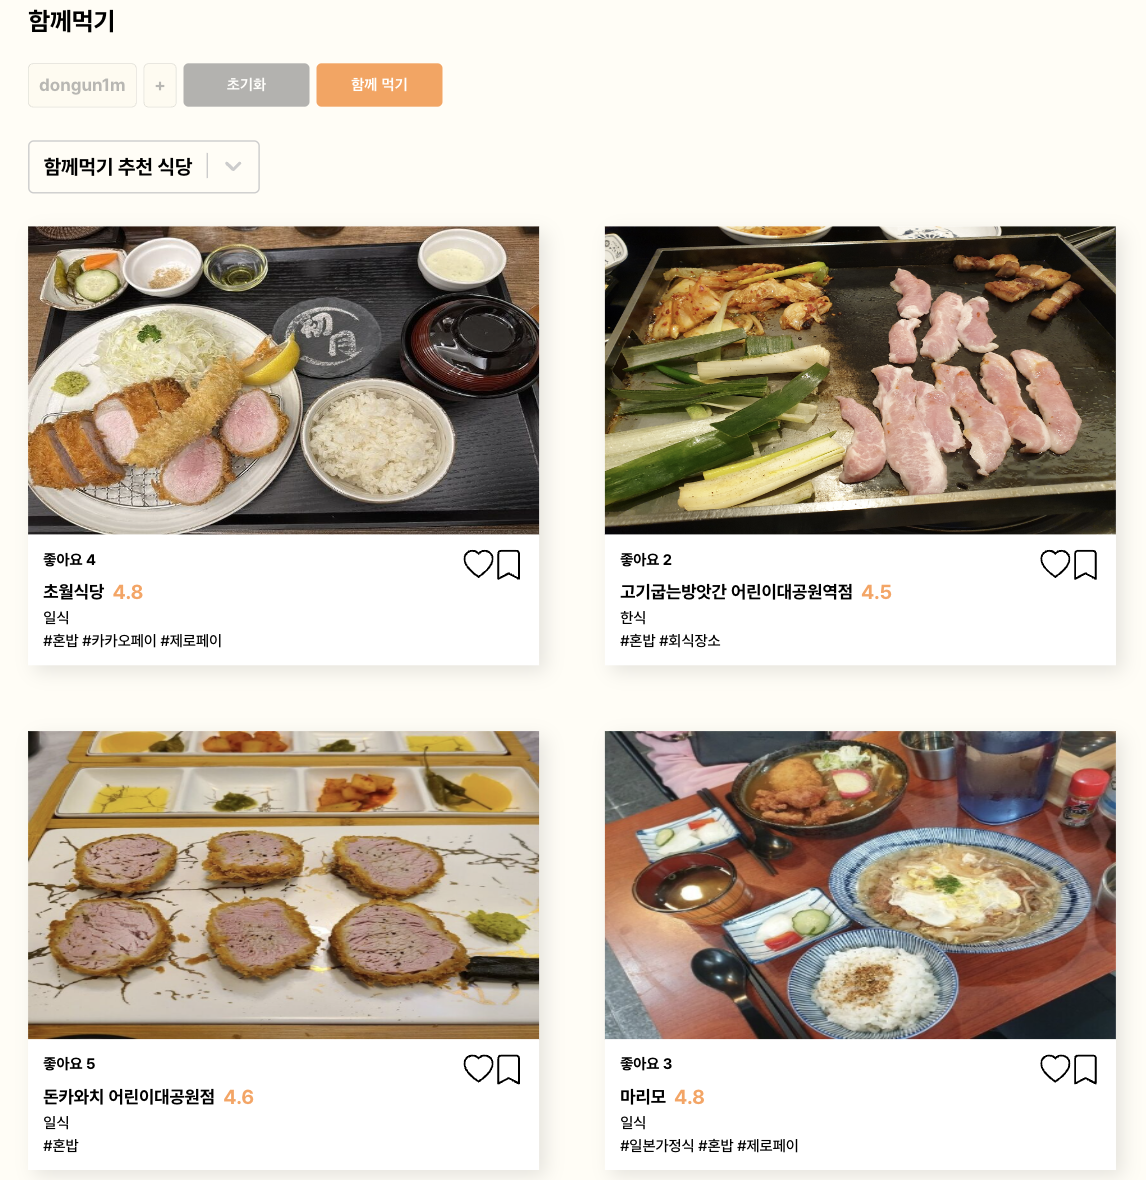 함께먹기
dongun1m + 초기화 함께 먹기
함께먹기 추천 식당
初月
좋아요 4
초월식당 4.8
일식
#혼밥 #카카오페이 #제로페이
좋아요 2
고기굽는방앗간 어린이대공원역점 4.5
한식
#혼밥 #회식장소
좋아요 5
돈카와치 어린이대공원점 4.6
일식
#혼밥
좋아요 3
마리모 4.8
일식
#일본가정식 #혼밥 #제로페이